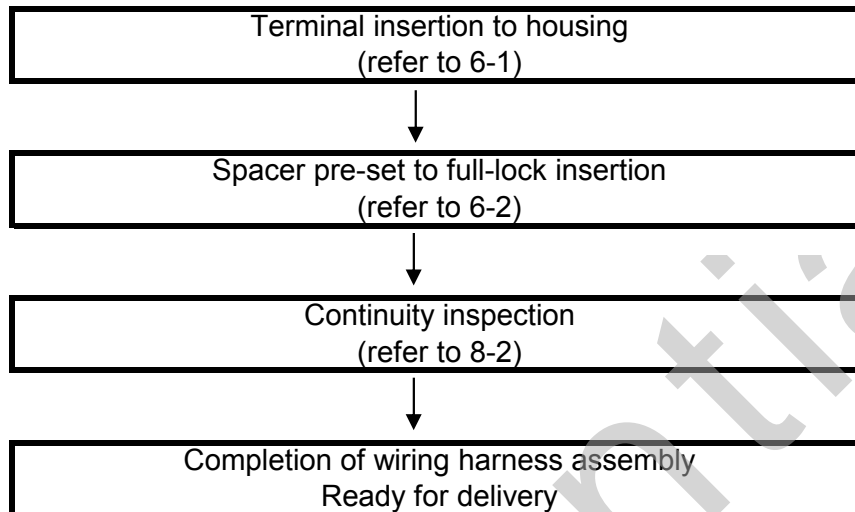 Terminal insertion to housing
(refer to 6-1)
Spacer pre-set to full-lock insertion
(refer to 6-2)
Continuity inspection
(refer to 8-2)
Completion of wiring harness assembly
Ready for delivery